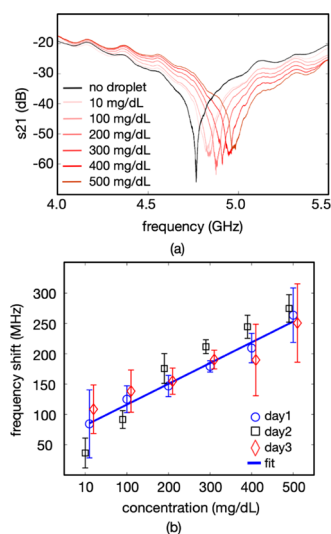 -20
-30
-40
-50
-60
s21 (dB)
no droplet
10 mg/dL
100 mg/dL
200 mg/dL
300 mg/dL
400 mg/dL
500 mg/dL
4.0 4.5 5.0 5.5
frequency (GHz)
(a)
300
250
200
150
100
50
frequency shift (MHz)
day1
day2
day3
fit
10 100 200 300 400 500
concentration (mg/dL)
(b)